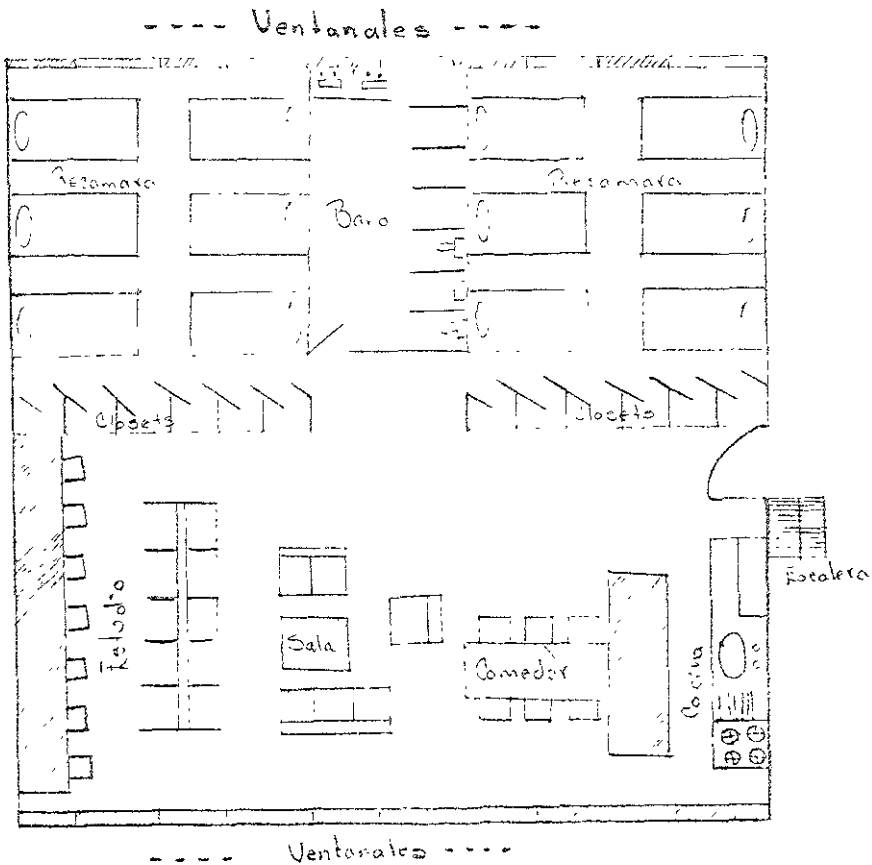 ---- Ventanales ----
Recamara
Recamara
Baño
Closets
Closets
Escalera
Estudio
Sala
Comedor
Cocina
---- Ventanales ----